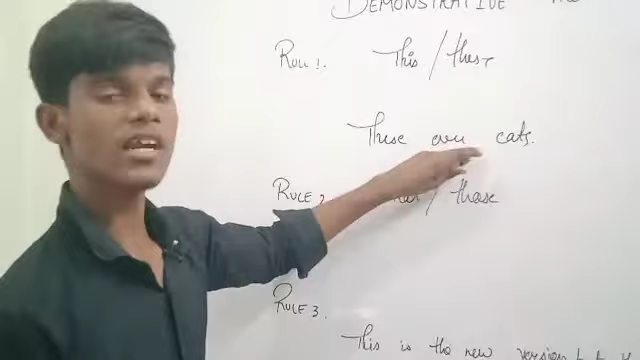 DEMONSTRATIVE
RULE 1. This / these
These are cats.
RULE 2 / those
RULE 3.
This is the new version